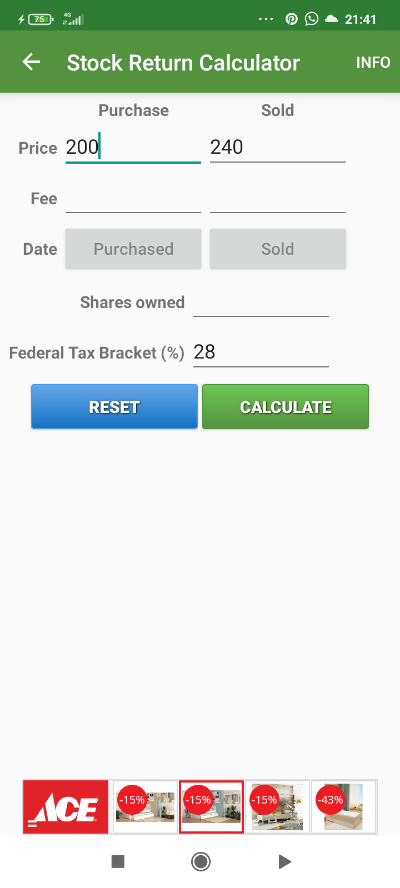 75 4G ... 21:41
Stock Return Calculator INFO
Purchase Sold
Price 200 240
Fee
Date Purchased Sold
Shares owned
Federal Tax Bracket (%) 28
RESET CALCULATE
ACE -15% -15% -15% -43%